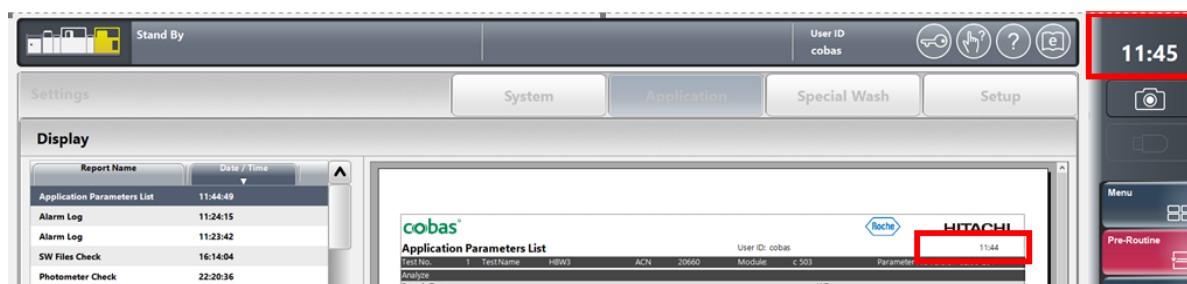 Stand By
User ID
cobas
11:45
Settings
System
Application
Special Wash
Setup
Display
Report Name
Date / Time
Application Parameters List 11:44:49
Alarm Log 11:24:15
Alarm Log 11:23:42
SW Files Check 16:14:04
Photometer Check 22:20:36
Menu
Pre-Routine
cobas
Roche
HITACHI
Application Parameters List User ID: cobas 11:44
Test No. 1 TestName HBW3 ACN 20660 Module: c 503 Parameter
Analyze